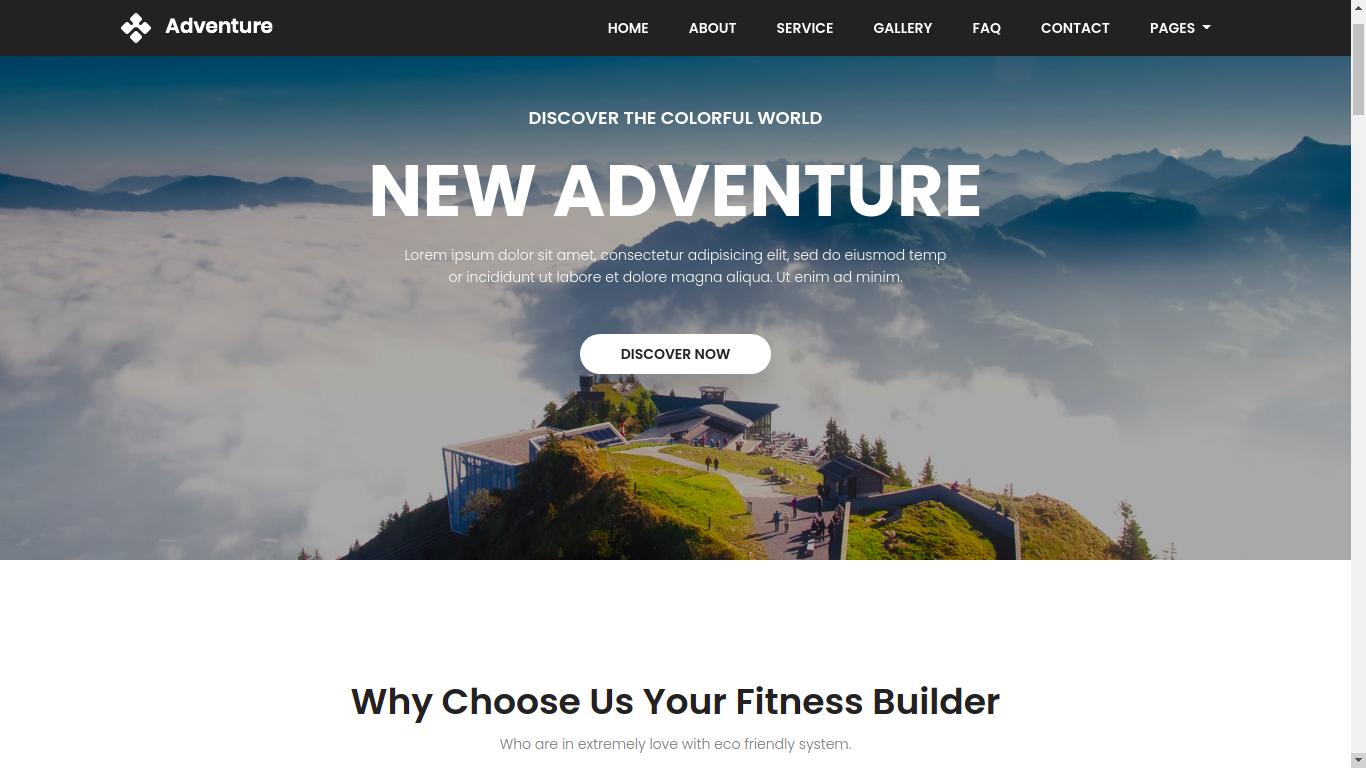 Adventure
HOME ABOUT SERVICE GALLERY FAQ CONTACT PAGES
DISCOVER THE COLORFUL WORLD
NEW ADVENTURE
Lorem ipsum dolor sit amet, consectetur adipisicing elit, sed do eiusmod temp
or incididunt ut labore et dolore magna aliqua. Ut enim ad minim.
DISCOVER NOW
Why Choose Us Your Fitness Builder
Who are in extremely love with eco friendly system.